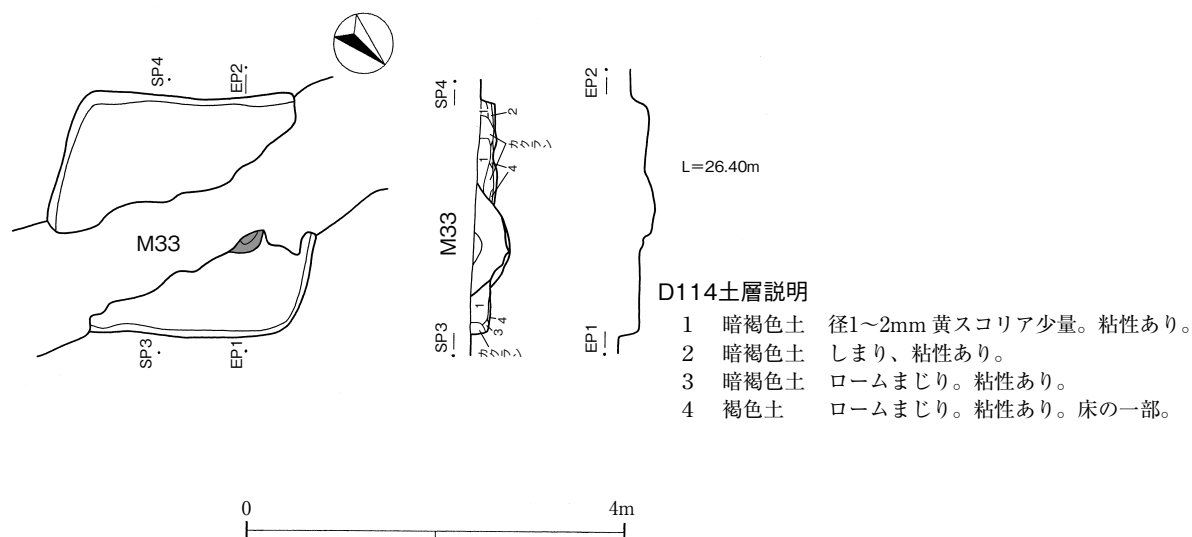 SP4
EP2
M33
SP3
EP1
SP4
1
2
カクラン
1
4
M33
1
4
3
カクラン
SP3
EP2
EP1
L=26.40m
D114土層説明
1 暗褐色土 径1～2mm 黄スコリア少量。粘性あり。
2 暗褐色土 しまり、粘性あり。
3 暗褐色土 ロームまじり。粘性あり。
4 褐色土 ロームまじり。粘性あり。床の一部。
0 4m